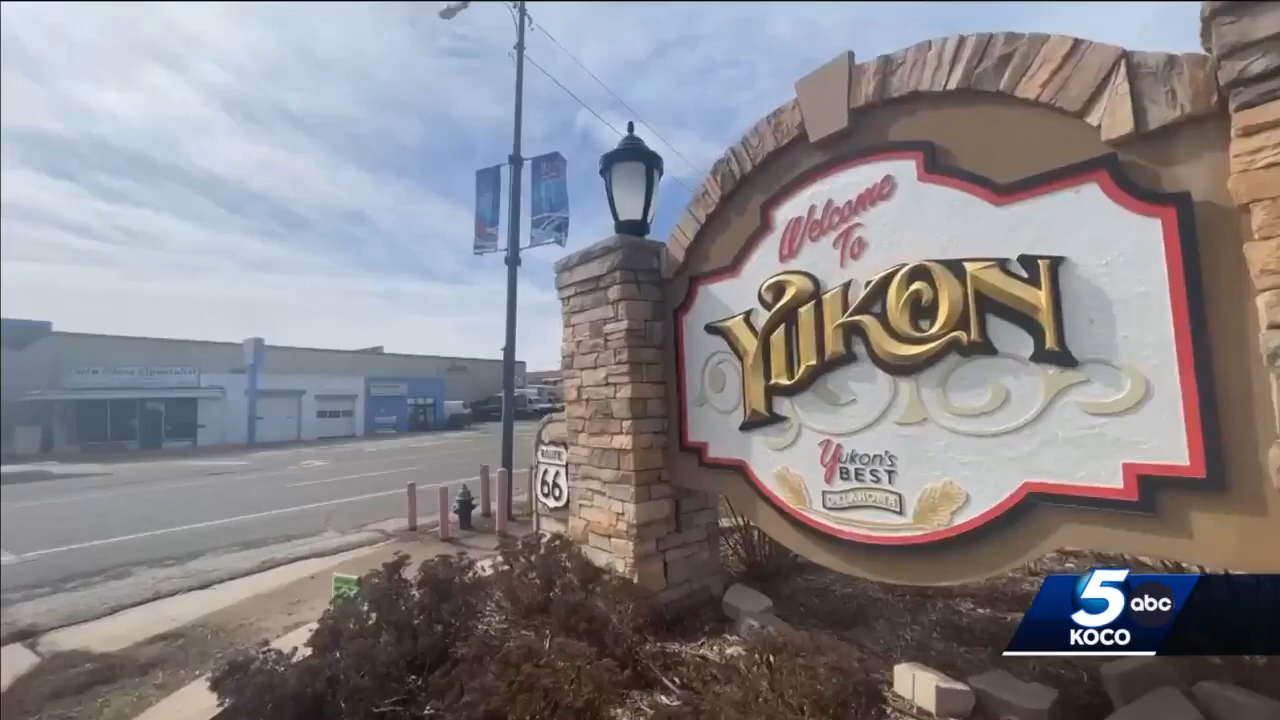 Welcome
To
YUKON
Yukon's
BEST
OKLAHOMA
ROUTE
66
5
abc
KOCO